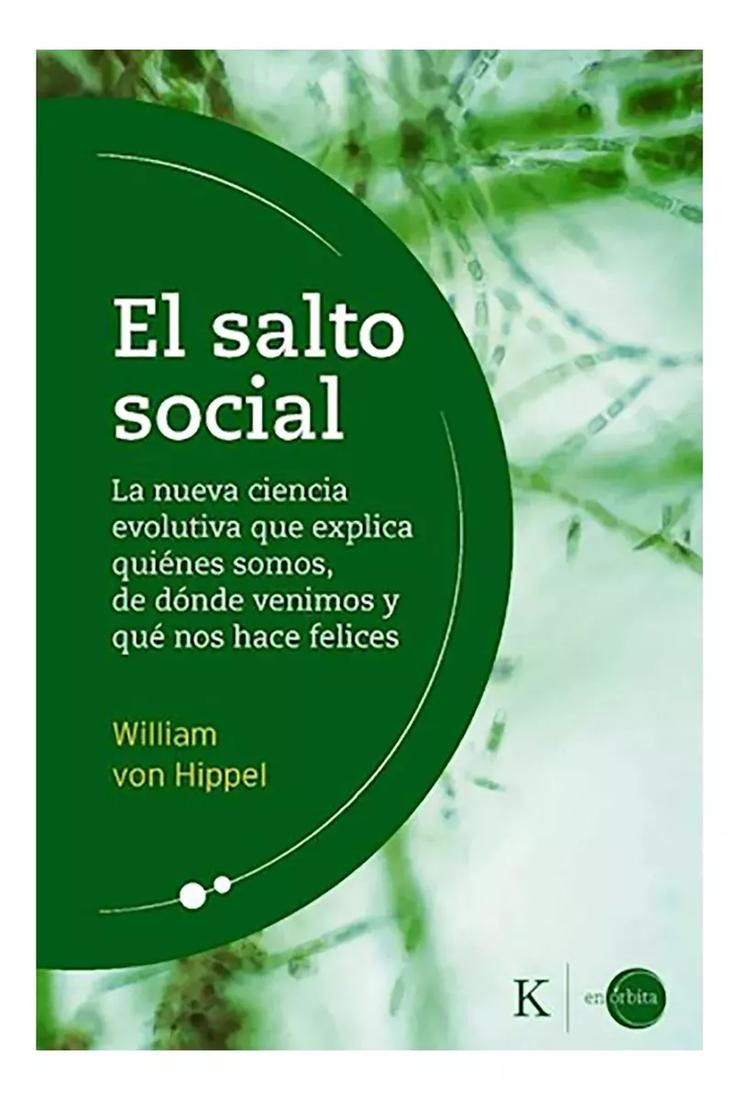 El salto
social
La nueva ciencia
evolutiva que explica
quiénes somos,
de dónde venimos y
qué nos hace felices
William
von Hippel
K
en órbita